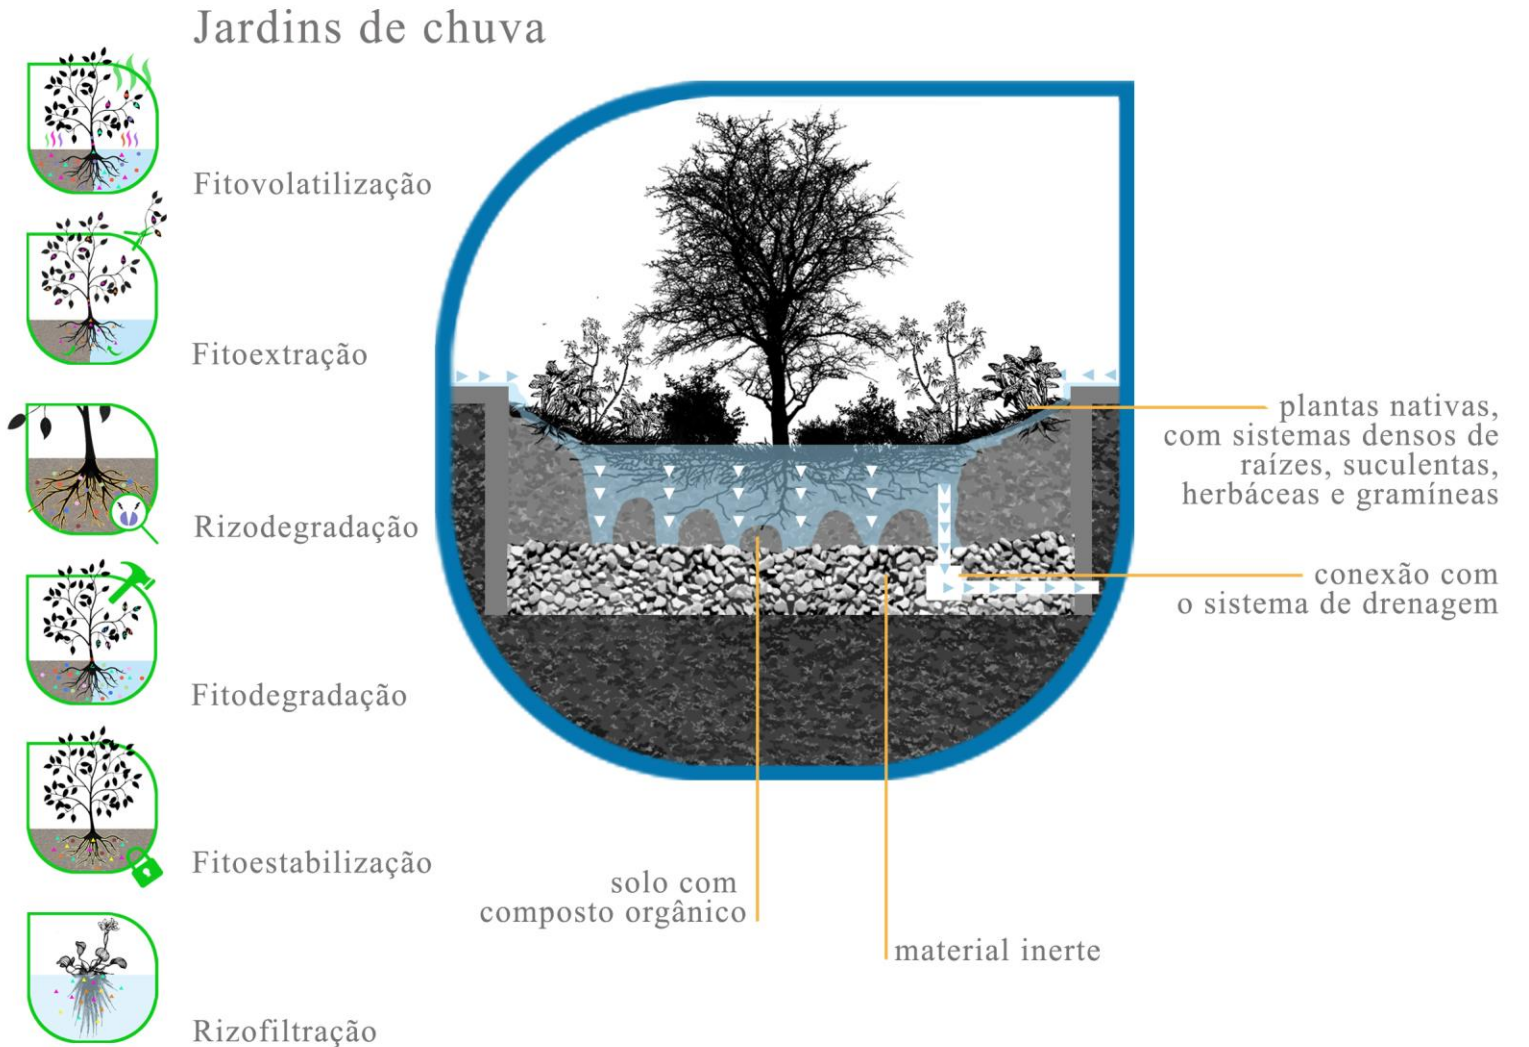 Jardins de chuva
Fitovolatilização
Fitoextração
Rizodegradação
Fitodegradação
Fitoestabilização
Rizofiltração
plantas nativas,
com sistemas densos de
raízes, suculentas,
herbáceas e gramíneas
conexão com
o sistema de drenagem
solo com
composto orgânico
material inerte